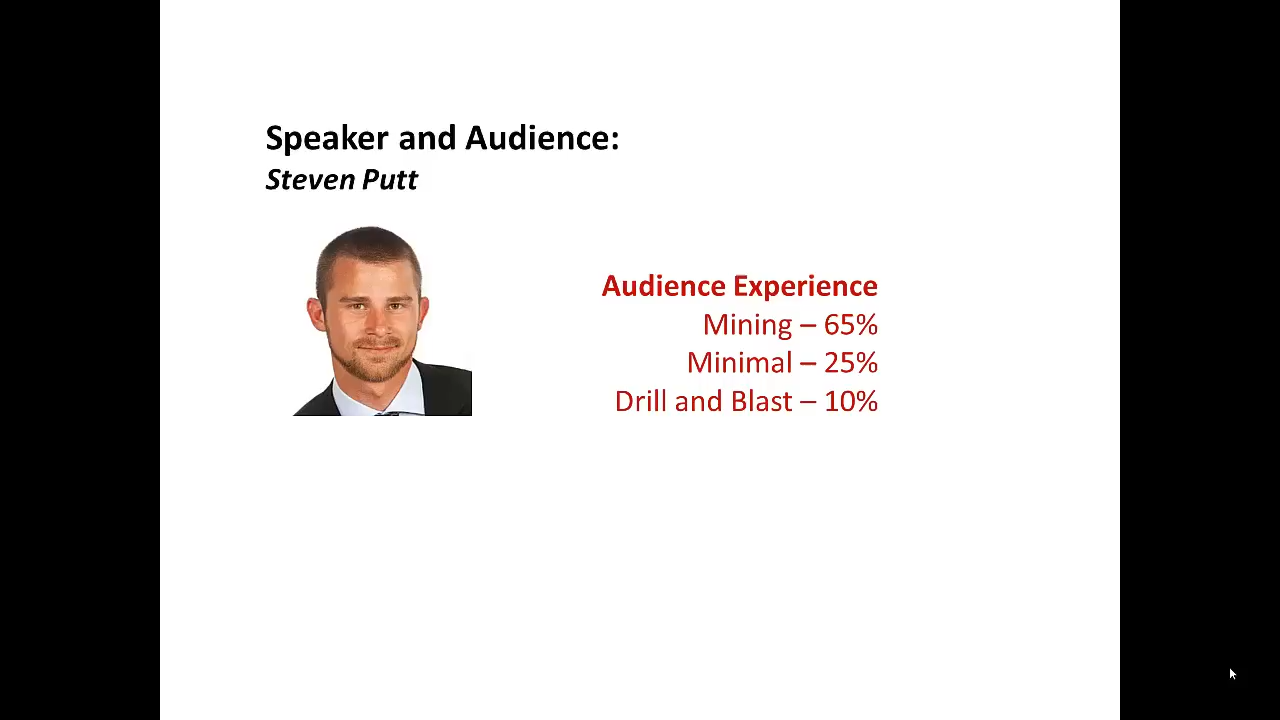 Speaker and Audience:
Steven Putt
Audience Experience
Mining – 65%
Minimal – 25%
Drill and Blast – 10%